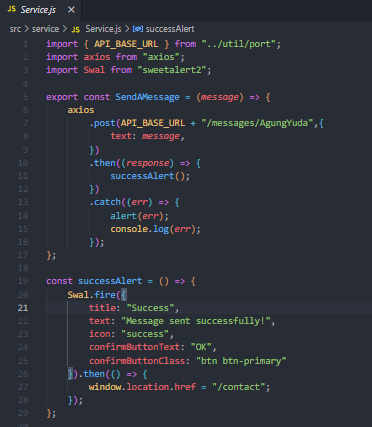 JS Service.js
src > service > JS Service.js > successAlert
1 import { API_BASE_URL } from "../util/port";
2 import axios from "axios";
3 import Swal from "sweetalert2";
4
5 export const SendAMessage = (message) => {
6 axios
7 .post(API_BASE_URL + "/messages/AgungYuda",{
8 text: message,
9 })
10 .then((response) => {
11 successAlert();
12 })
13 .catch((err) => {
14 alert(err);
15 console.log(err);
16 });
17 };
18
19 const successAlert = () => {
20 Swal.fire({
21 title: "Success",
22 text: "Message sent successfully!",
23 icon: "success",
24 confirmButtonText: "OK",
25 confirmButtonClass: "btn btn-primary"
26 }).then(() => {
27 window.location.href = "/contact";
28 });
29 };